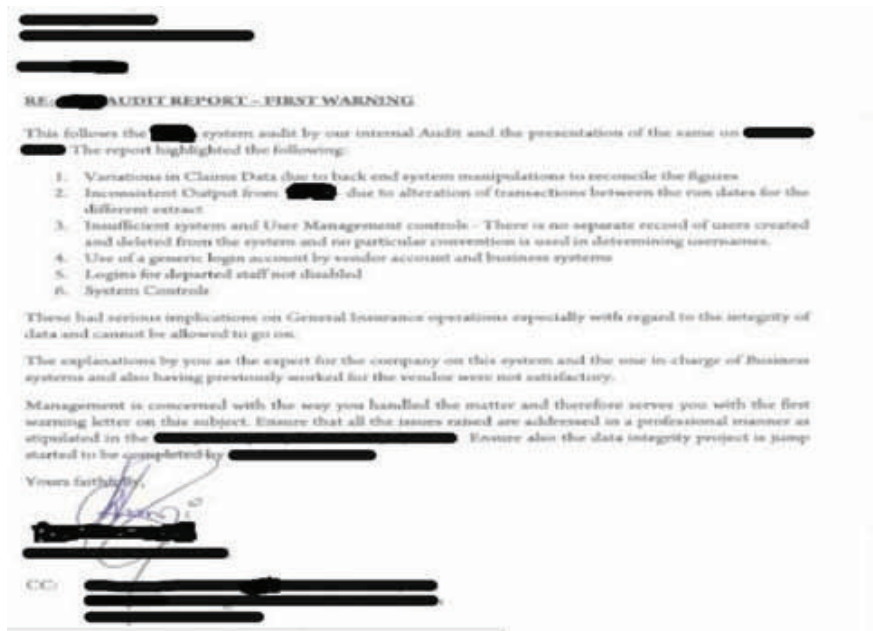 RE: AUDIT REPORT – FIRST WARNING
This follows the system audit by our internal Audit and the presentation of the same on
The report highlighted the following:
1. Variations in Claims Data due to back end system manipulations to reconcile the figures
2. Inconsistent Output from due to alteration of transactions between the run dates for the
different extract
3. Insufficient system and User Management controls - There is no separate record of users created
and deleted from the system and no particular convention is used in determining usernames.
4. Use of a generic login account by vendor account and business systems
5. Logins for departed staff not disabled
6. System Controls
These had serious implications on General Insurance operations especially with regard to the integrity of
data and cannot be allowed to go on.
The explanations by you as the expert for the company on this system and the one in charge of Business
systems and also having previously worked for the vendor were not satisfactory.
Management is concerned with the way you handled the matter and therefore serves you with the first
warning letter on this subject. Ensure that all the issues raised are addressed in a professional manner as
stipulated in the Ensure also the data integrity project is jump
started to be completed by
Yours faithfully,
CC: